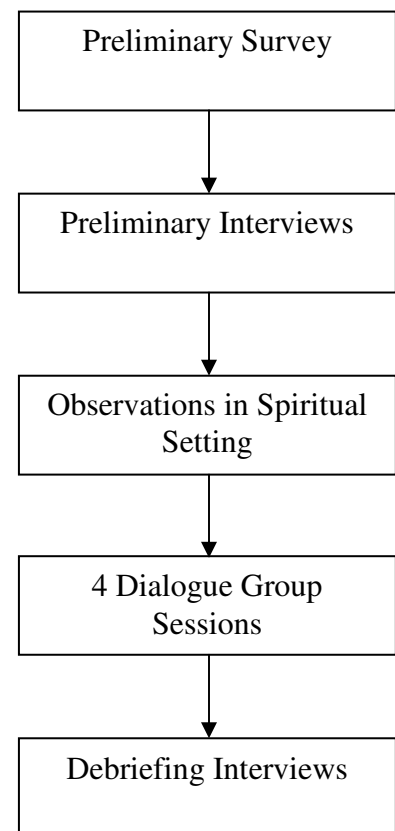 Preliminary Survey
Preliminary Interviews
Observations in Spiritual
Setting
4 Dialogue Group
Sessions
Debriefing Interviews